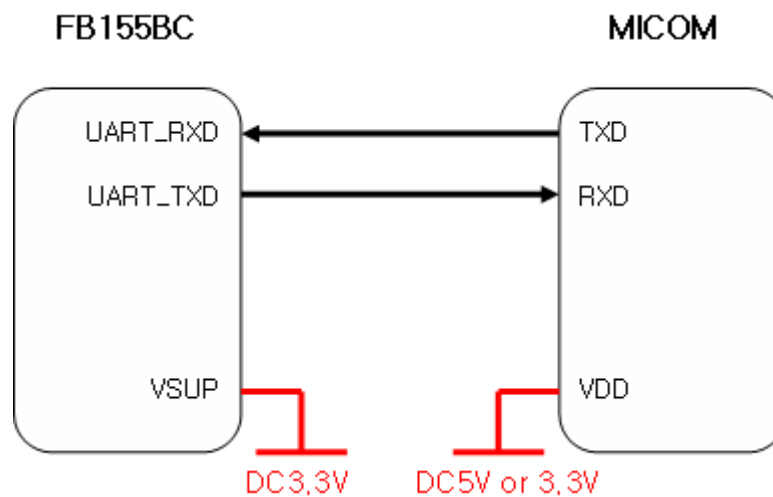 FB155BC
MICOM
UART_RXD
TXD
UART_TXD
RXD
VSUP
VDD
DC3,3V
DC5V or 3,3V